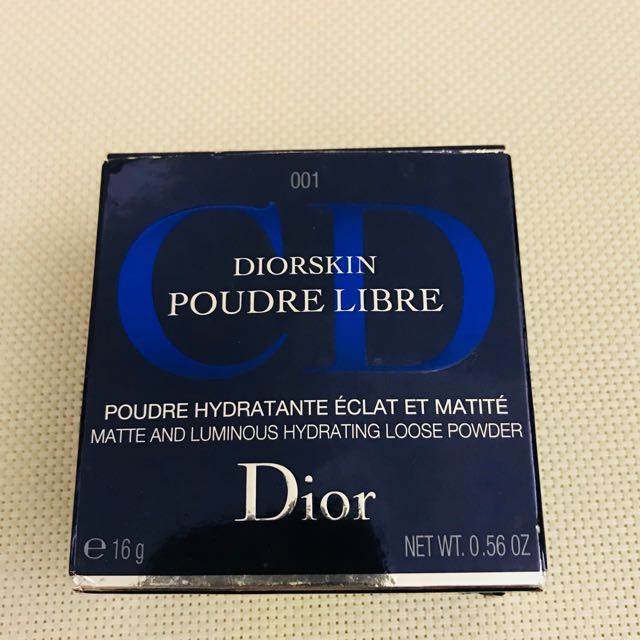 001
CD
DIORSKIN
POUDRE LIBRE
POUDRE HYDRATANTE ÉCLAT ET MATITÉ
MATTE AND LUMINOUS HYDRATING LOOSE POWDER
Dior
℮ 16 g NET WT. 0.56 OZ